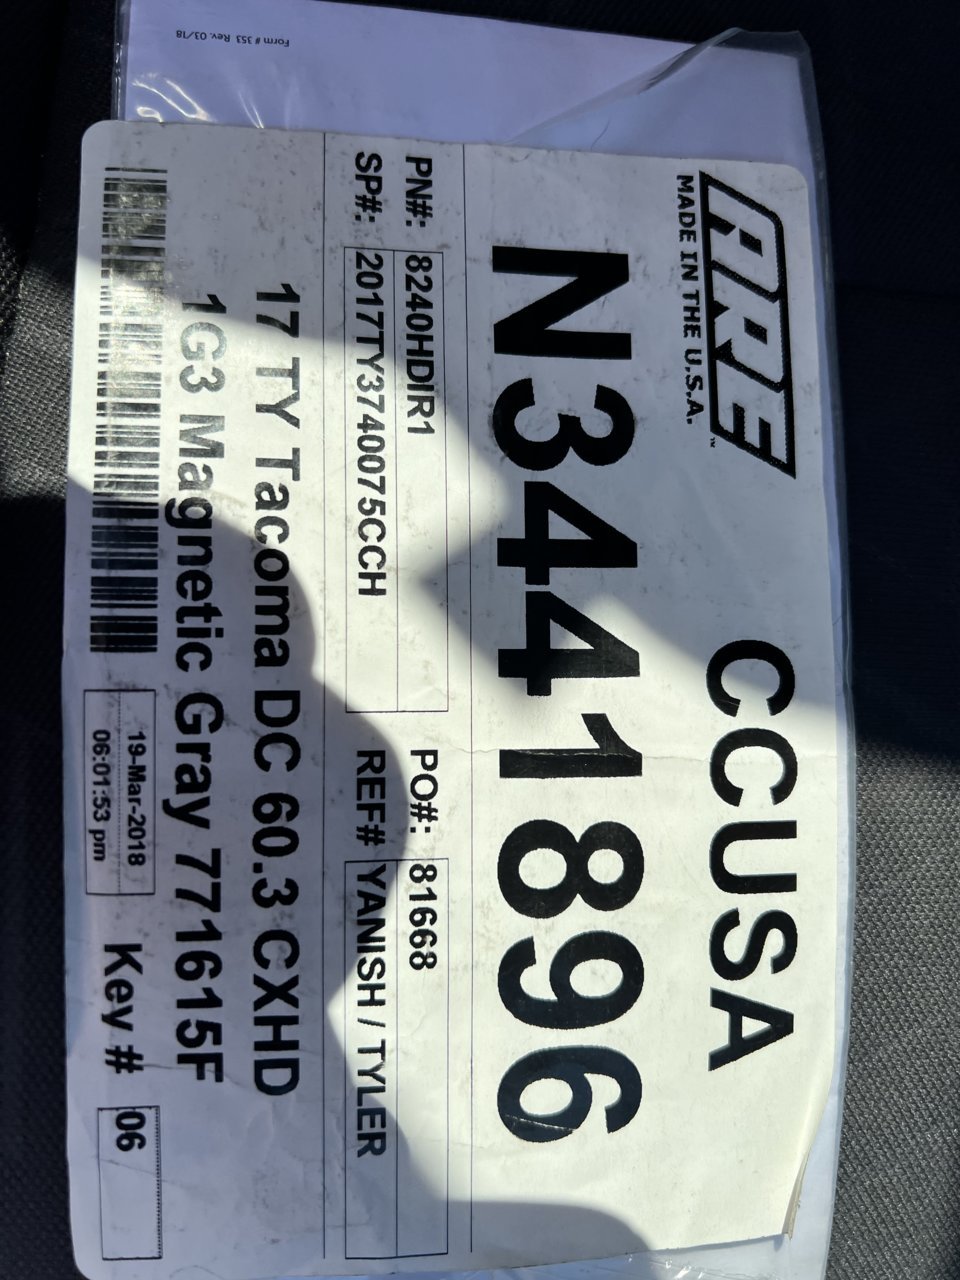 Form # 353 Rev. 03/18
ARE
MADE IN THE U.S.A.™
CCUSA
N3441896
PN#: 8240HDIR1
PO#: 81668
SP#: 2017TY3740075CCH
REF# YANISH / TYLER
17 TY Tacoma DC 60.3 CXHD
1G3 Magnetic Gray 771615F
19-Mar-2018
06:01:53 pm
Key # 06